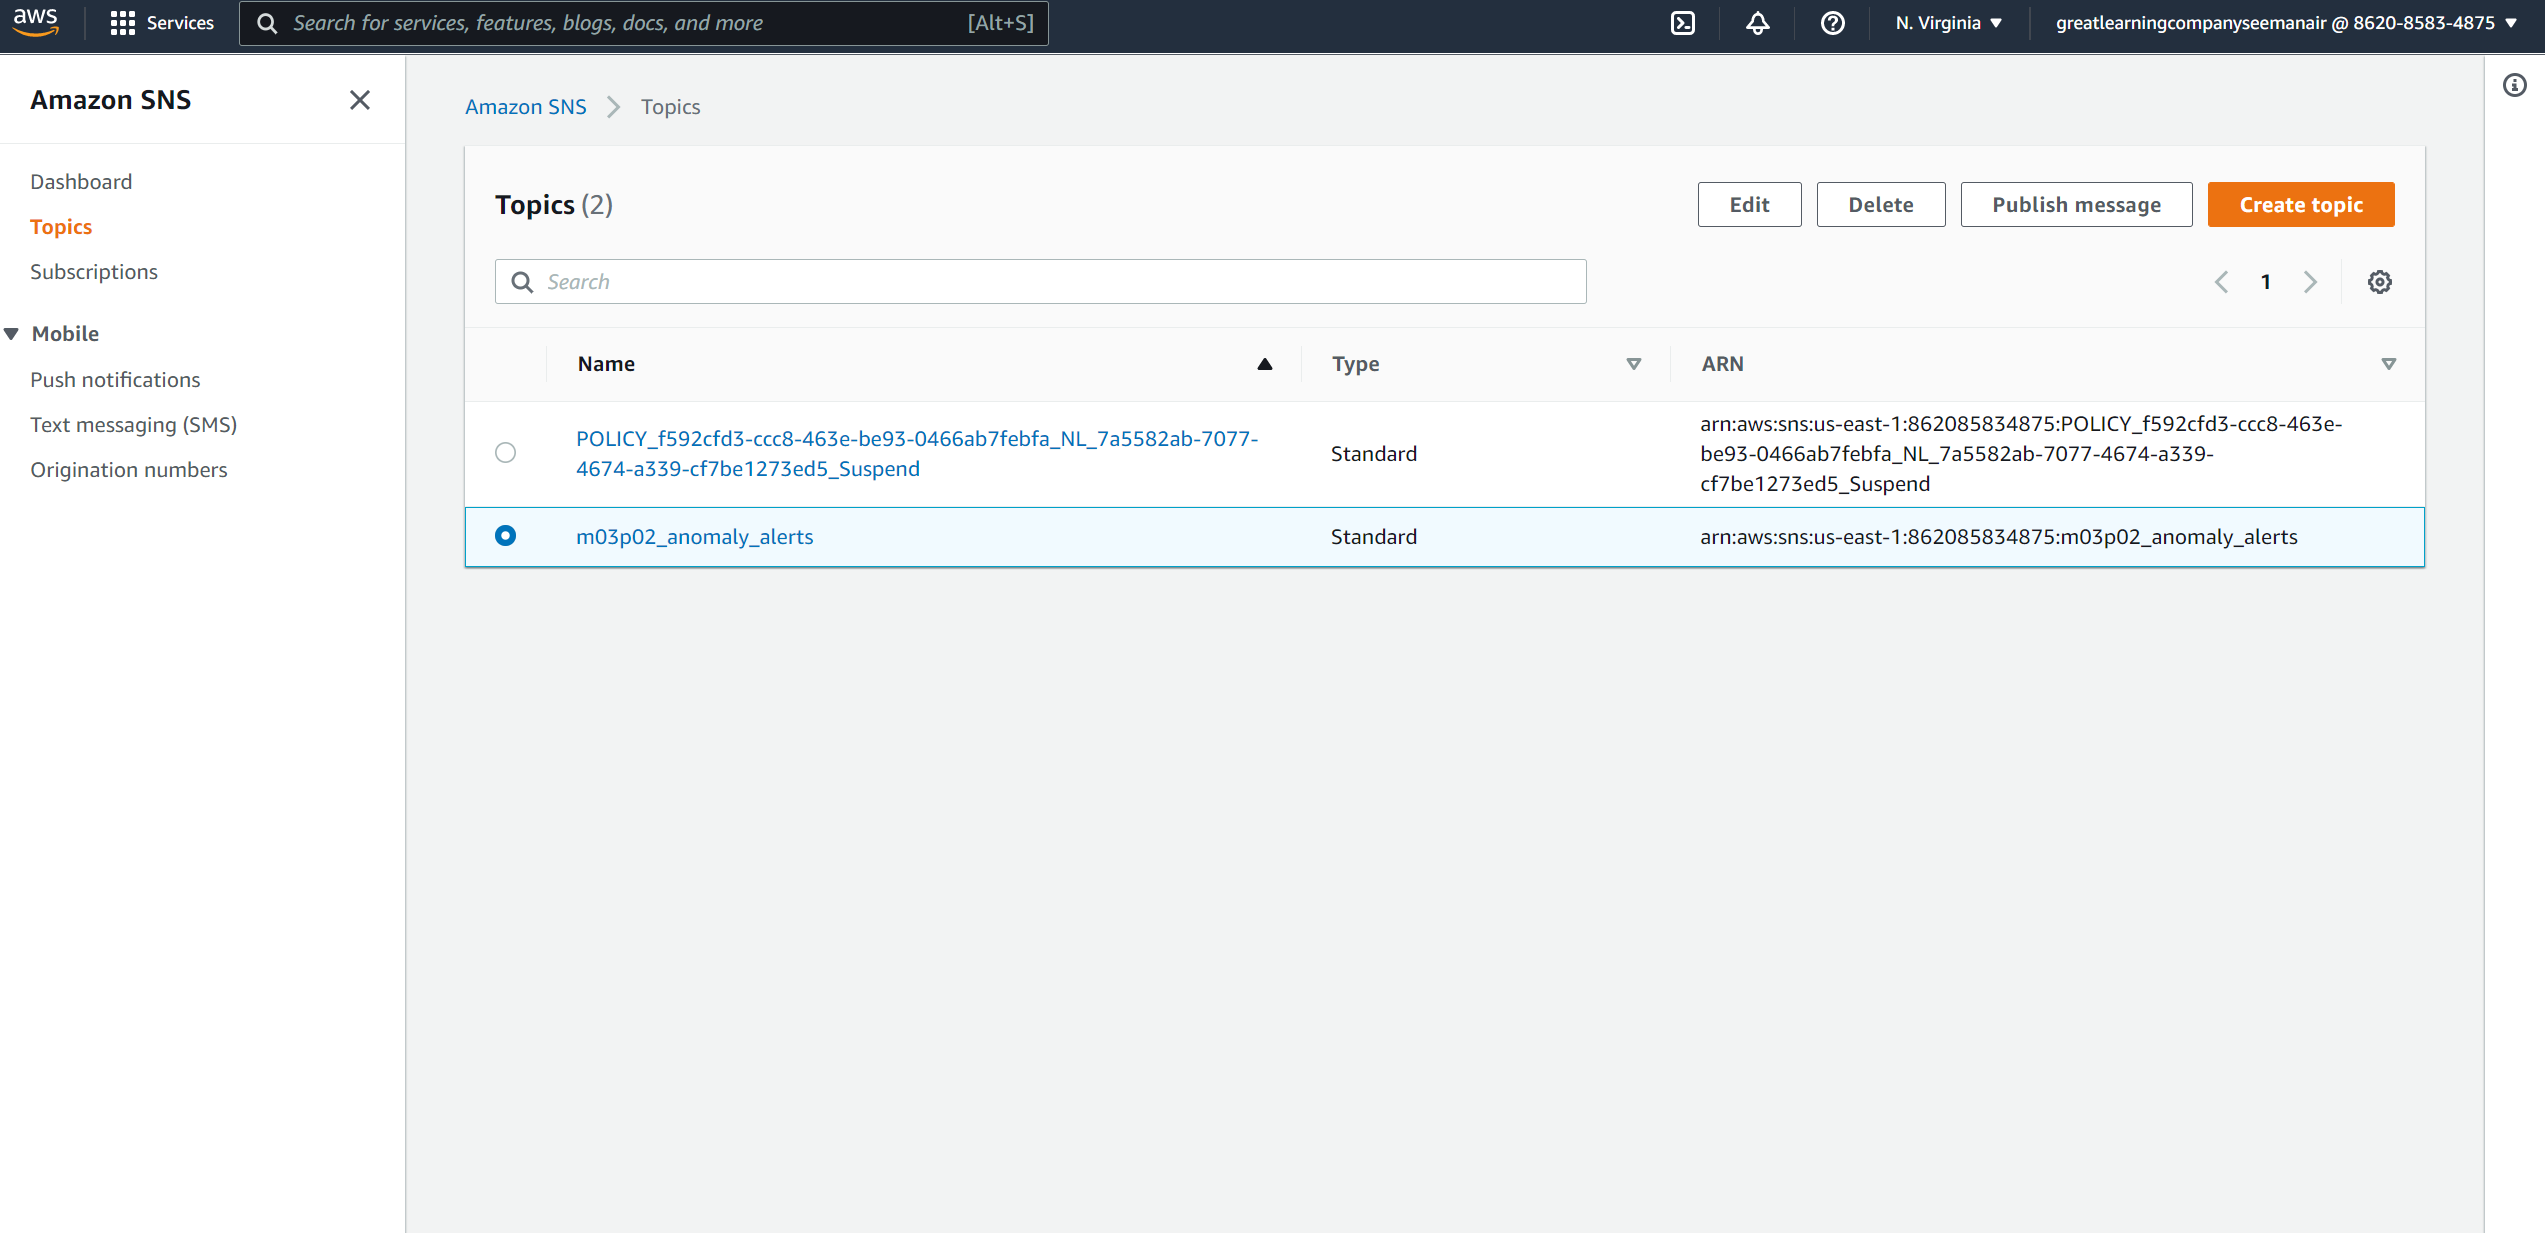 aws
Services
Search for services, features, blogs, docs, and more
[Alt+S]
N. Virginia
greatlearningcompanyseemanair @ 8620-8583-4875
Amazon SNS
Dashboard
Topics
Subscriptions
Mobile
Push notifications
Text messaging (SMS)
Origination numbers
Amazon SNS
Topics
Topics (2)
Edit
Delete
Publish message
Create topic
Search
1
Name
Type
ARN
POLICY_f592cfd3-ccc8-463e-be93-0466ab7febfa_NL_7a5582ab-7077-
4674-a339-cf7be1273ed5_Suspend
Standard
arn:aws:sns:us-east-1:862085834875:POLICY_f592cfd3-ccc8-463e-
be93-0466ab7febfa_NL_7a5582ab-7077-4674-a339-
cf7be1273ed5_Suspend
m03p02_anomaly_alerts
Standard
arn:aws:sns:us-east-1:862085834875:m03p02_anomaly_alerts